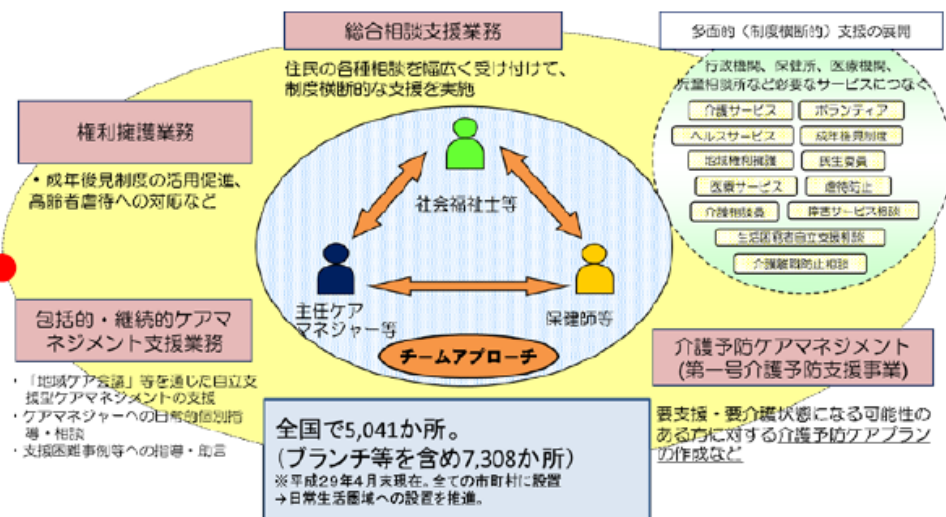 総合相談支援業務
住民の各種相談を幅広く受け付けて、
制度横断的な支援を実施
多面的（制度横断的）支援の展開
行政機関、保健所、医療機関、
児童相談所など必要なサービスにつなぐ
介護サービス
ボランティア
ヘルスサービス
成年後見制度
地域権利擁護
民生委員
医療サービス
虐待防止
介護相談員
障害サービス相談
生活困窮者自立支援相談
介護離職防止相談
権利擁護業務
・成年後見制度の活用促進、
高齢者虐待への対応など
社会福祉士等
主任ケア
マネジャー等
保健師等
チームアプローチ
包括的・継続的ケアマ
ネジメント支援業務
・「地域ケア会議」等を通じた自立支
援型ケアマネジメントの支援
・ケアマネジャーへの日常的個別指
導・相談
・支援困難事例等への指導・助言
介護予防ケアマネジメント
(第一号介護予防支援事業)
要支援・要介護状態になる可能性の
ある方に対する介護予防ケアプラン
の作成など
全国で5,041か所。
(ブランチ等を含め7,308か所)
※平成29年4月末現在。全ての市町村に設置
→日常生活圏域への設置を推進。